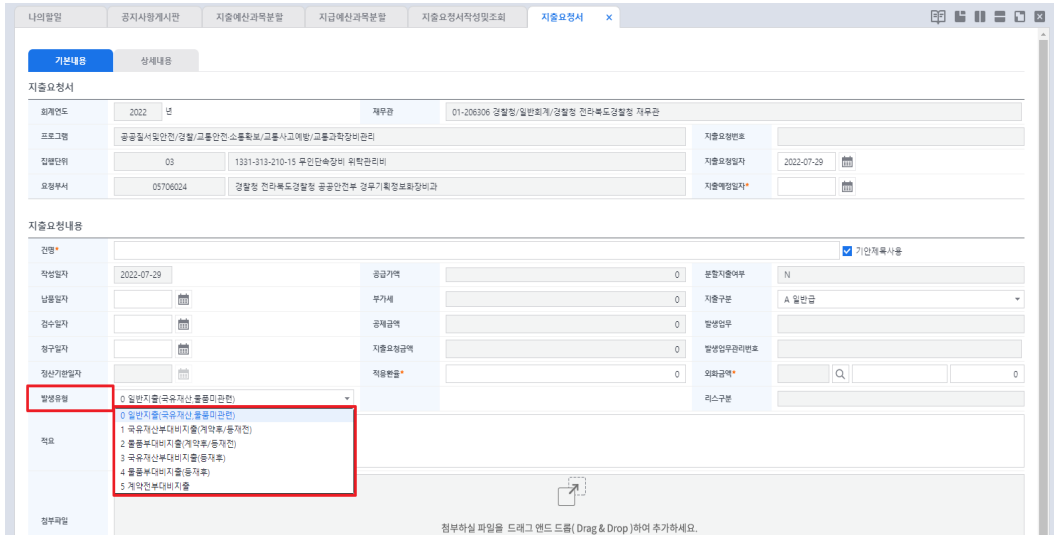 나의할일 공지사항게시판 지출예산과목분할 지급예산과목분할 지출요청서작성및조회 지출요청서 x
기본내용 상세내용
지출요청서
회계연도 2022 년 재무관 01-206306 경찰청/일반회계/경찰청 전라북도경찰청 재무관
프로그램 공공질서및안전/경찰/교통안전·소통확보/교통사고예방/교통과학장비관리 지출요청번호
집행단위 03 1331-313-210-15 무인단속장비 위탁관리비 지출요청일자 2022-07-29
요청부서 05706024 경찰청 전라북도경찰청 공공안전부 경무기획정보화장비과 지출예정일자*
지출요청내용
건명* 기안제목사용
작성일자 2022-07-29 공급가액 0 분할지출여부 N
납품일자 부가세 0 지출구분 A 일반급
검수일자 공제금액 0 발생업무
청구일자 지출요청금액 0 발생업무관리번호
정산기한일자 적용환율* 0 외화금액* 0
발생유형 0 일반지출(국유재산,물품미관련) 리스구분
0 일반지출(국유재산,물품미관련)
1 국유재산부대비지출(계약후/등재전)
적요 2 물품부대비지출(계약후/등재전)
3 국유재산부대비지출(등재후)
4 물품부대비지출(등재후)
5 계약전부대비지출
첨부파일 첨부하실 파일을 드래그 앤드 드롭( Drag & Drop )하여 추가하세요.